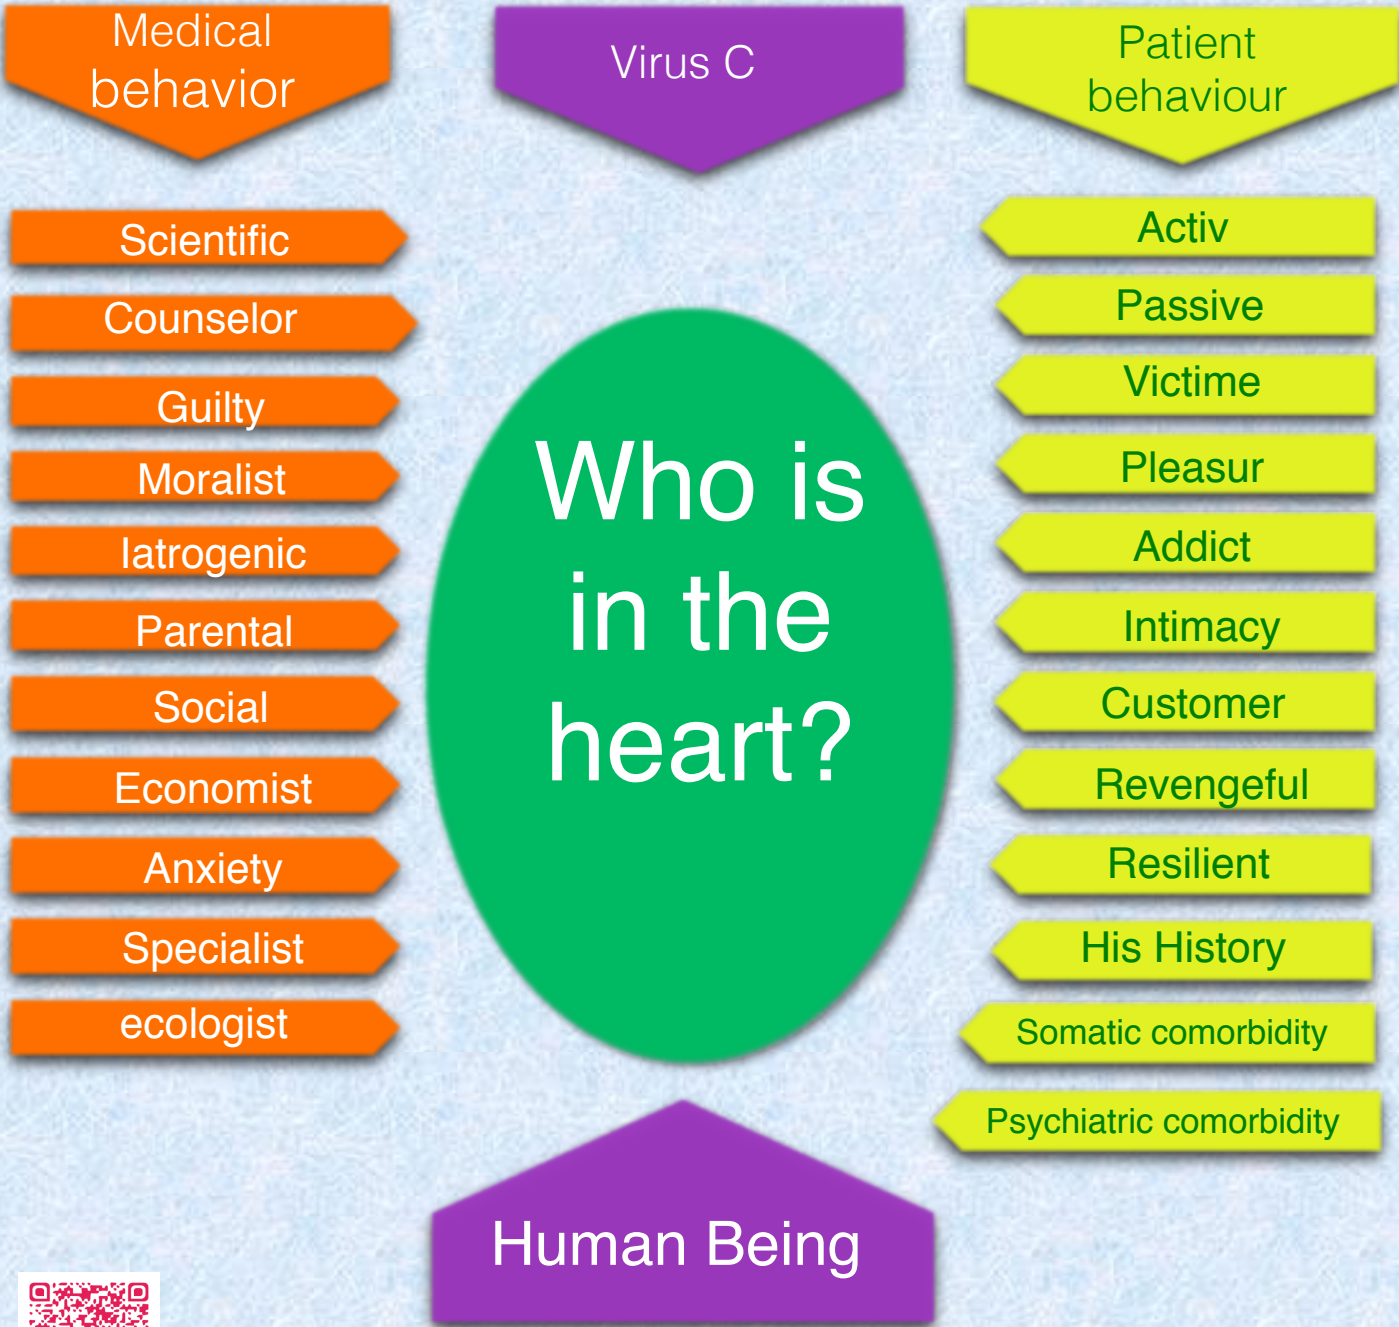 Medical
behavior
Virus C
Patient
behaviour
Scientific
Counselor
Guilty
Moralist
Iatrogenic
Parental
Social
Economist
Anxiety
Specialist
ecologist
Who is
in the
heart?
Activ
Passive
Victime
Pleasur
Addict
Intimacy
Customer
Revengeful
Resilient
His History
Somatic comorbidity
Psychiatric comorbidity
Human Being